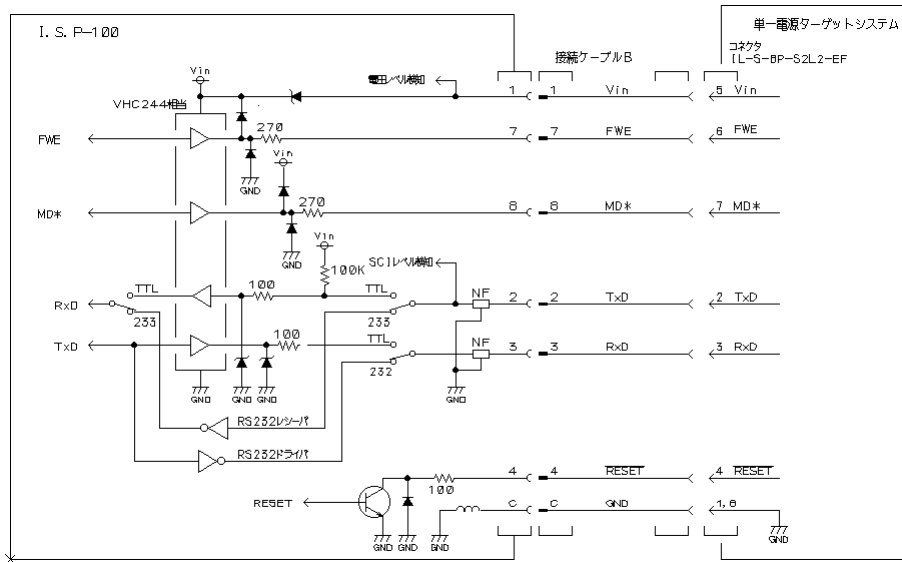 I.S.P-100
単一電源ターゲットシステム
コネクタ
IL-S-8P-S2L2-EF
接続ケーブルB
Vin
電圧レベル検知
1 1 Vin 5 Vin
VHC244相当
270
FWE 7 7 FWE 6 FWE
Vin
GND
270
MD* 8 8 MD* 7 MD*
Vin
GND
SCIレベル検知
100K
TTL 100 TTL NF
RxD 2 2 TxD 2 TxD
233 233
100 TTL NF
TxD 3 3 RxD 3 RxD
232
GND GND GND GND
RS232レシーバ
RS232ドライバ
4 4 RESET 4 RESET
100
RESET C C GND 1,8
GND GND GND GND